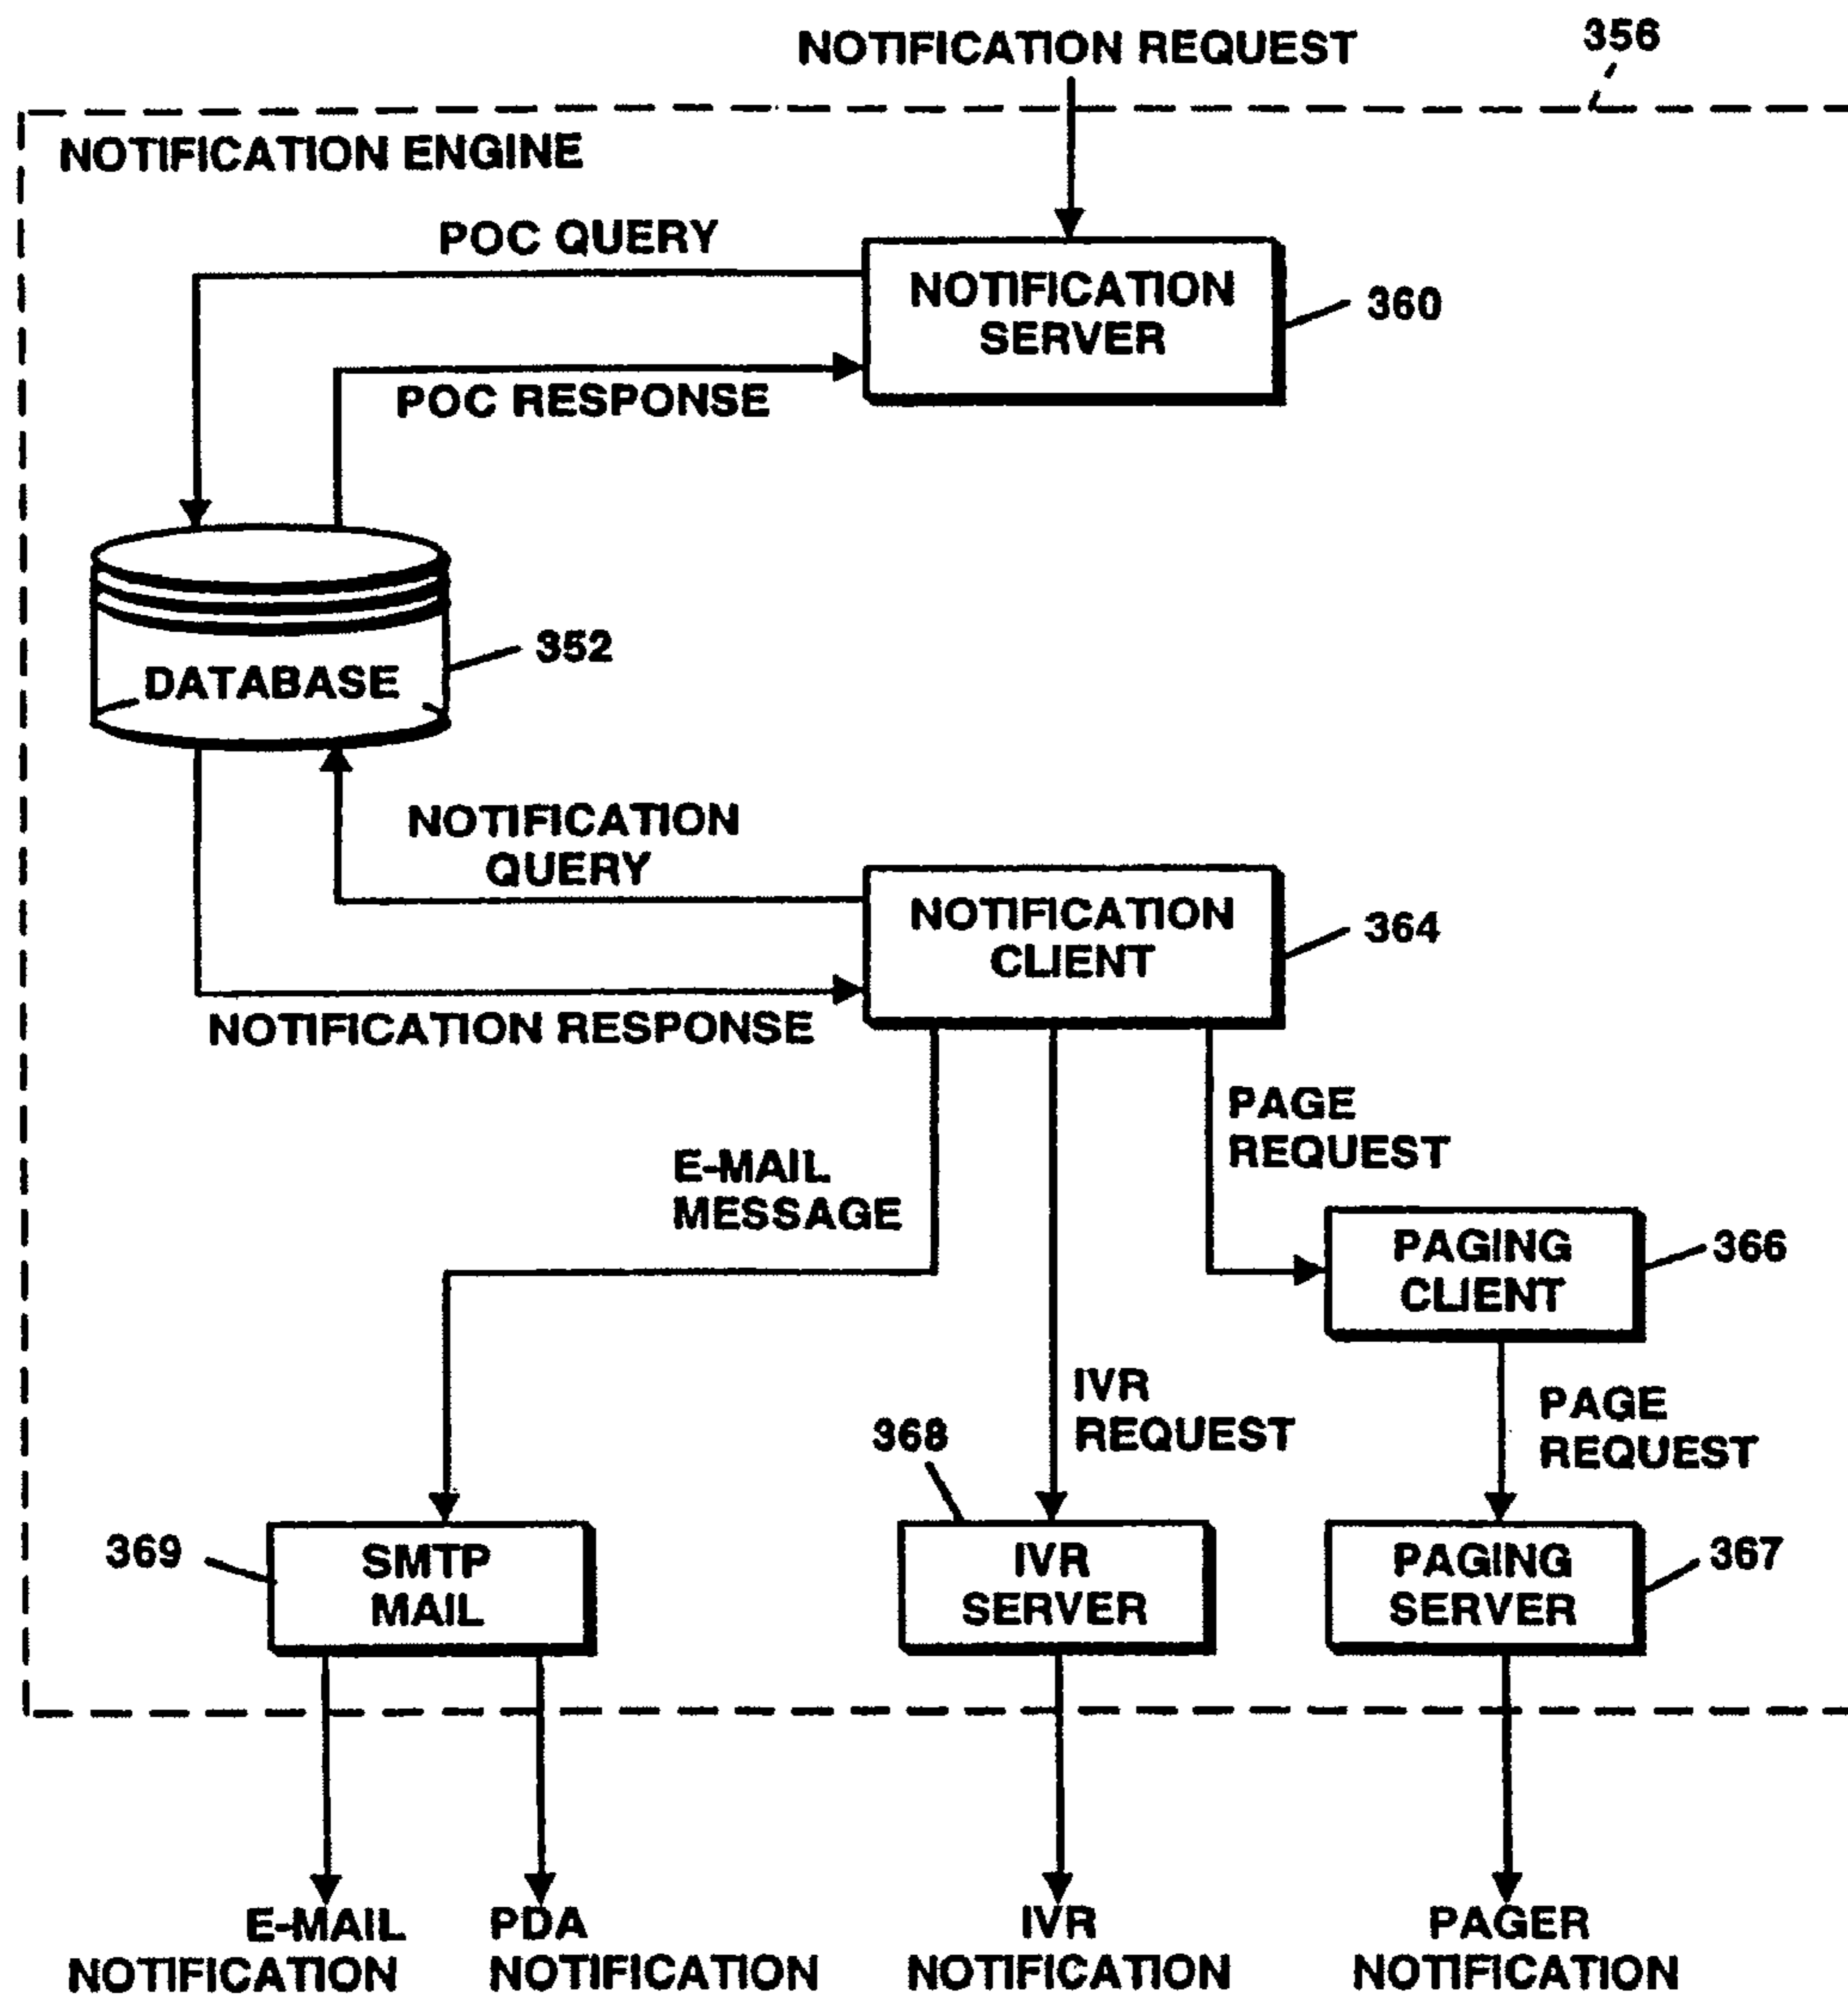 NOTIFICATION REQUEST
356
NOTIFICATION ENGINE
POC QUERY
NOTIFICATION
SERVER
360
POC RESPONSE
352
DATABASE
NOTIFICATION
QUERY
NOTIFICATION
CLIENT
364
NOTIFICATION RESPONSE
PAGE
REQUEST
E-MAIL
MESSAGE
PAGING
CLIENT
366
IVR
REQUEST
PAGE
REQUEST
368
369
SMTP
MAIL
IVR
SERVER
PAGING
SERVER
367
E-MAIL
NOTIFICATION
PDA
NOTIFICATION
IVR
NOTIFICATION
PAGER
NOTIFICATION